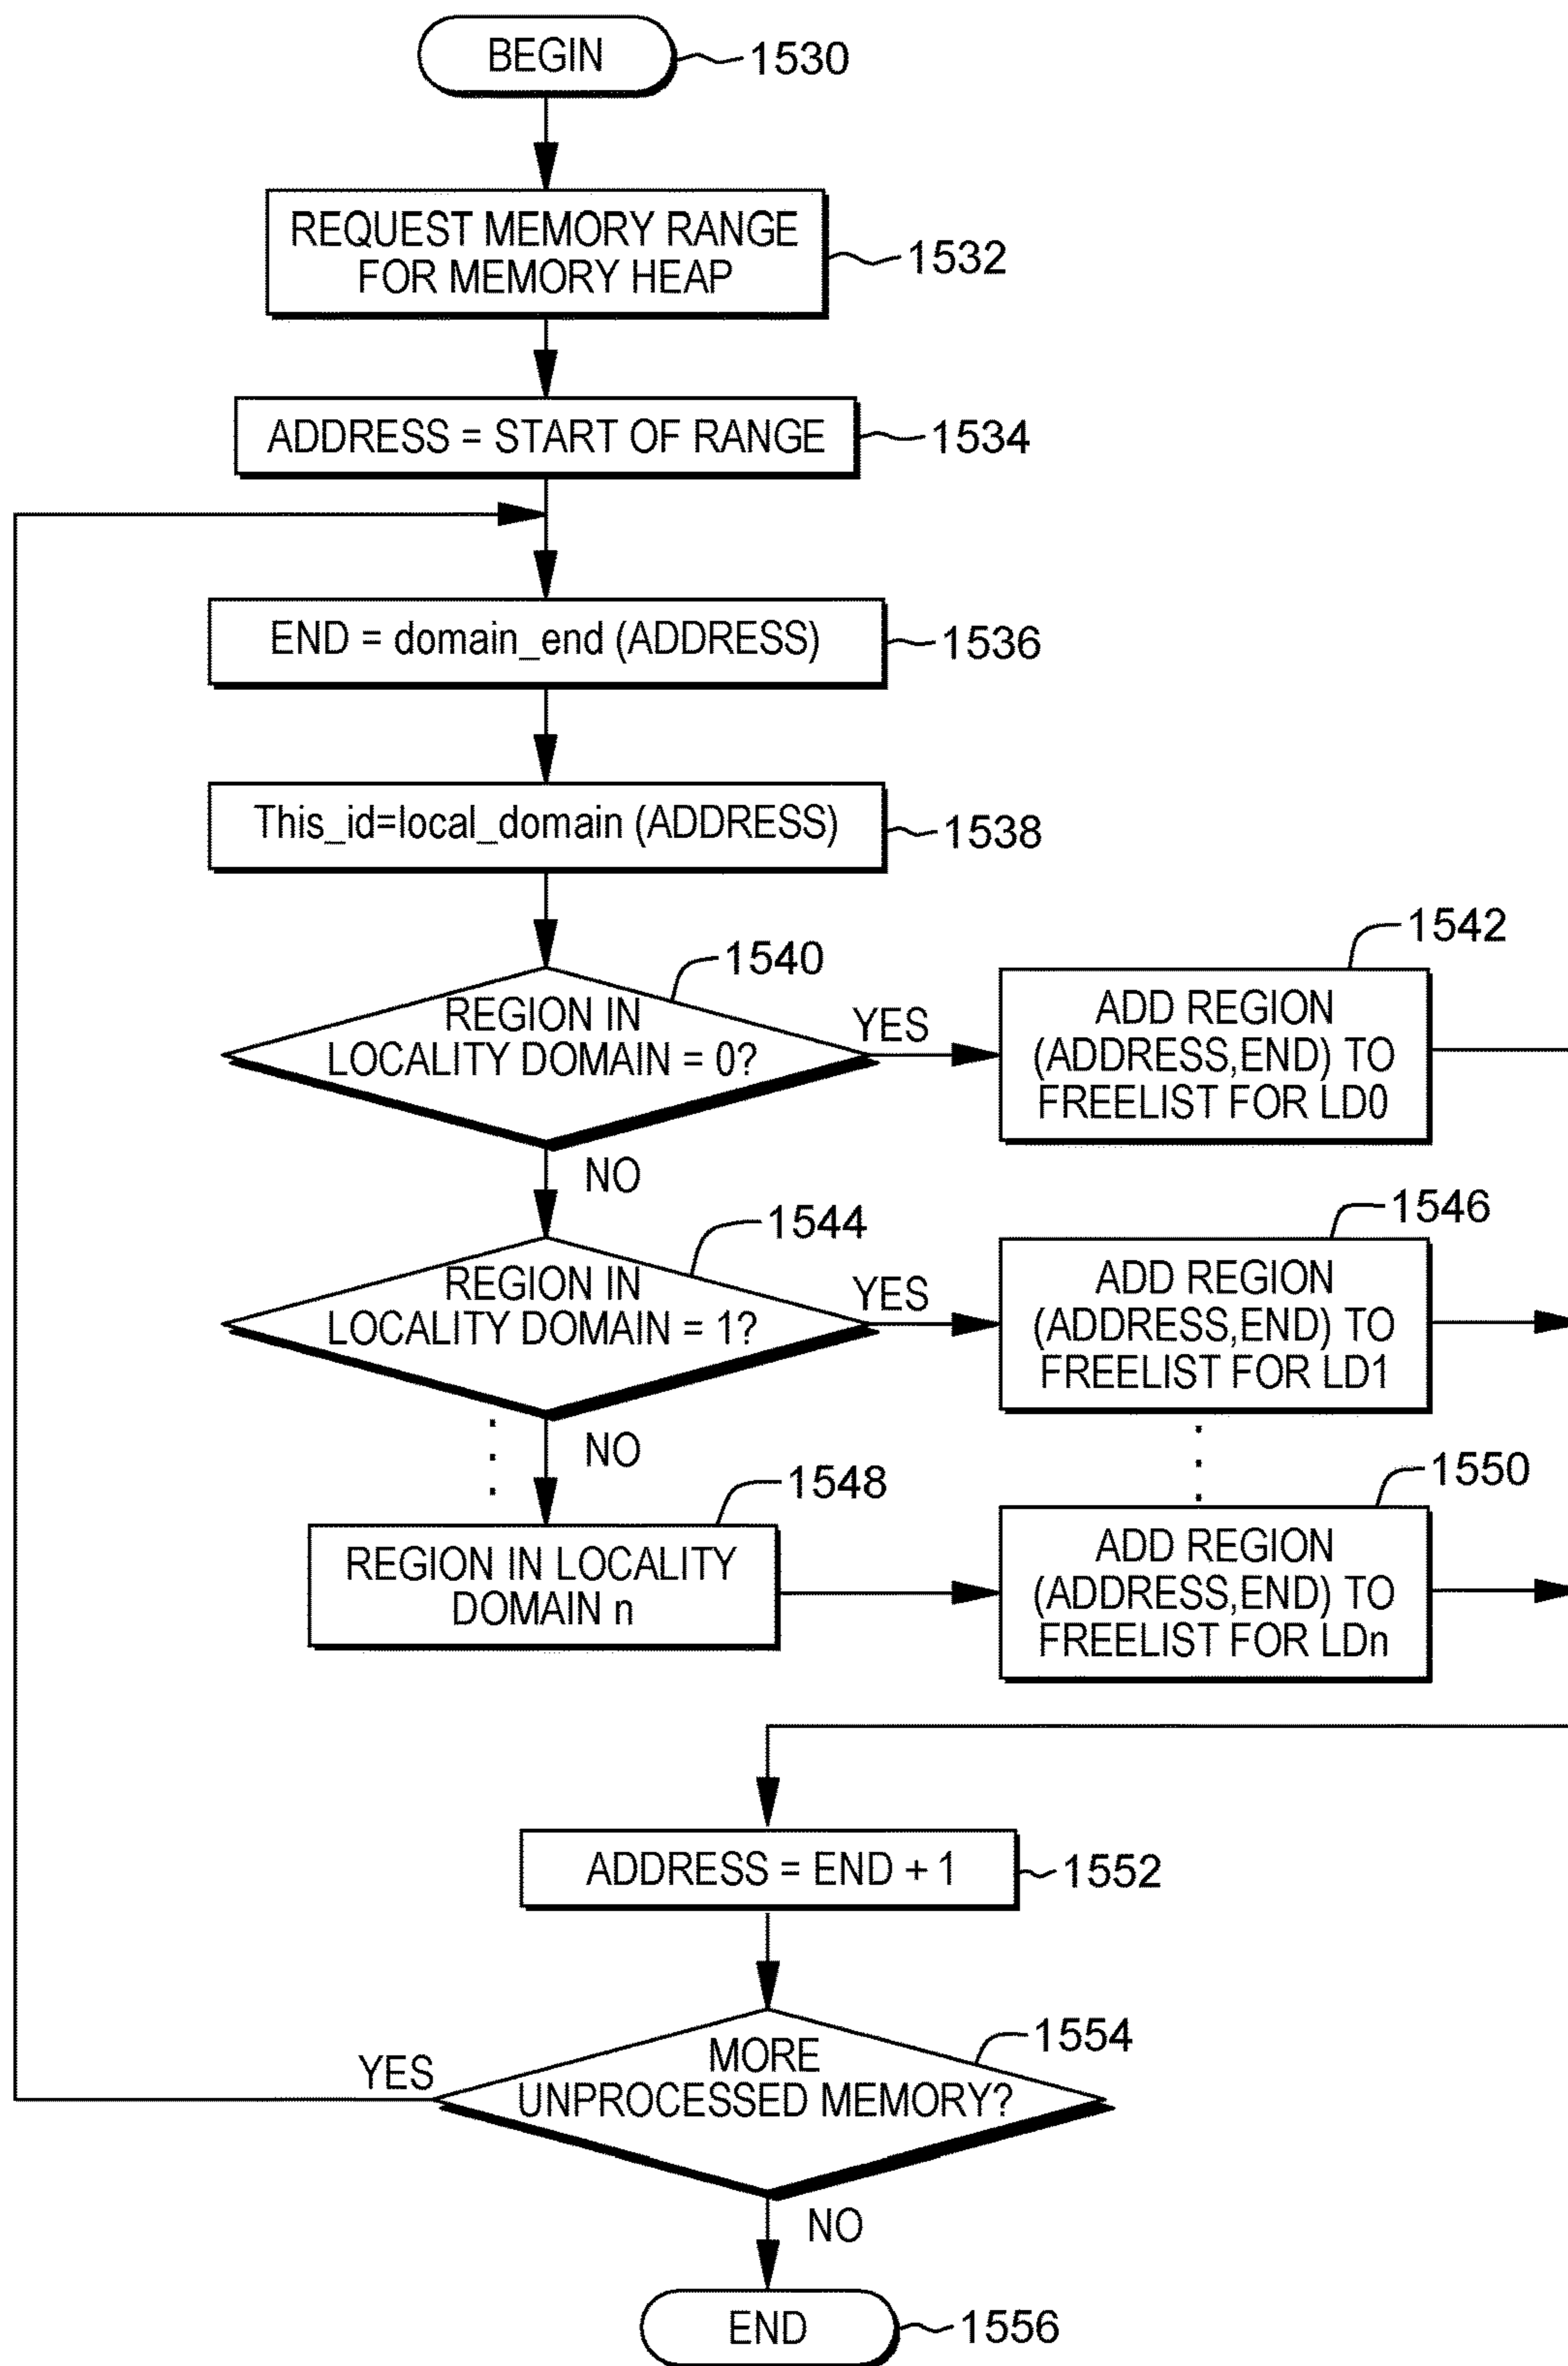 BEGIN
1530
REQUEST MEMORY RANGE
FOR MEMORY HEAP
1532
ADDRESS = START OF RANGE
1534
END = domain_end (ADDRESS)
1536
This_id=local_domain (ADDRESS)
1538
1540
REGION IN
LOCALITY DOMAIN = 0?
YES
NO
1542
ADD REGION
(ADDRESS,END) TO
FREELIST FOR LD0
1544
REGION IN
LOCALITY DOMAIN = 1?
YES
NO
1546
ADD REGION
(ADDRESS,END) TO
FREELIST FOR LD1
1548
REGION IN LOCALITY
DOMAIN n
1550
ADD REGION
(ADDRESS,END) TO
FREELIST FOR LDn
ADDRESS = END + 1
1552
1554
MORE
UNPROCESSED MEMORY?
YES
NO
END
1556